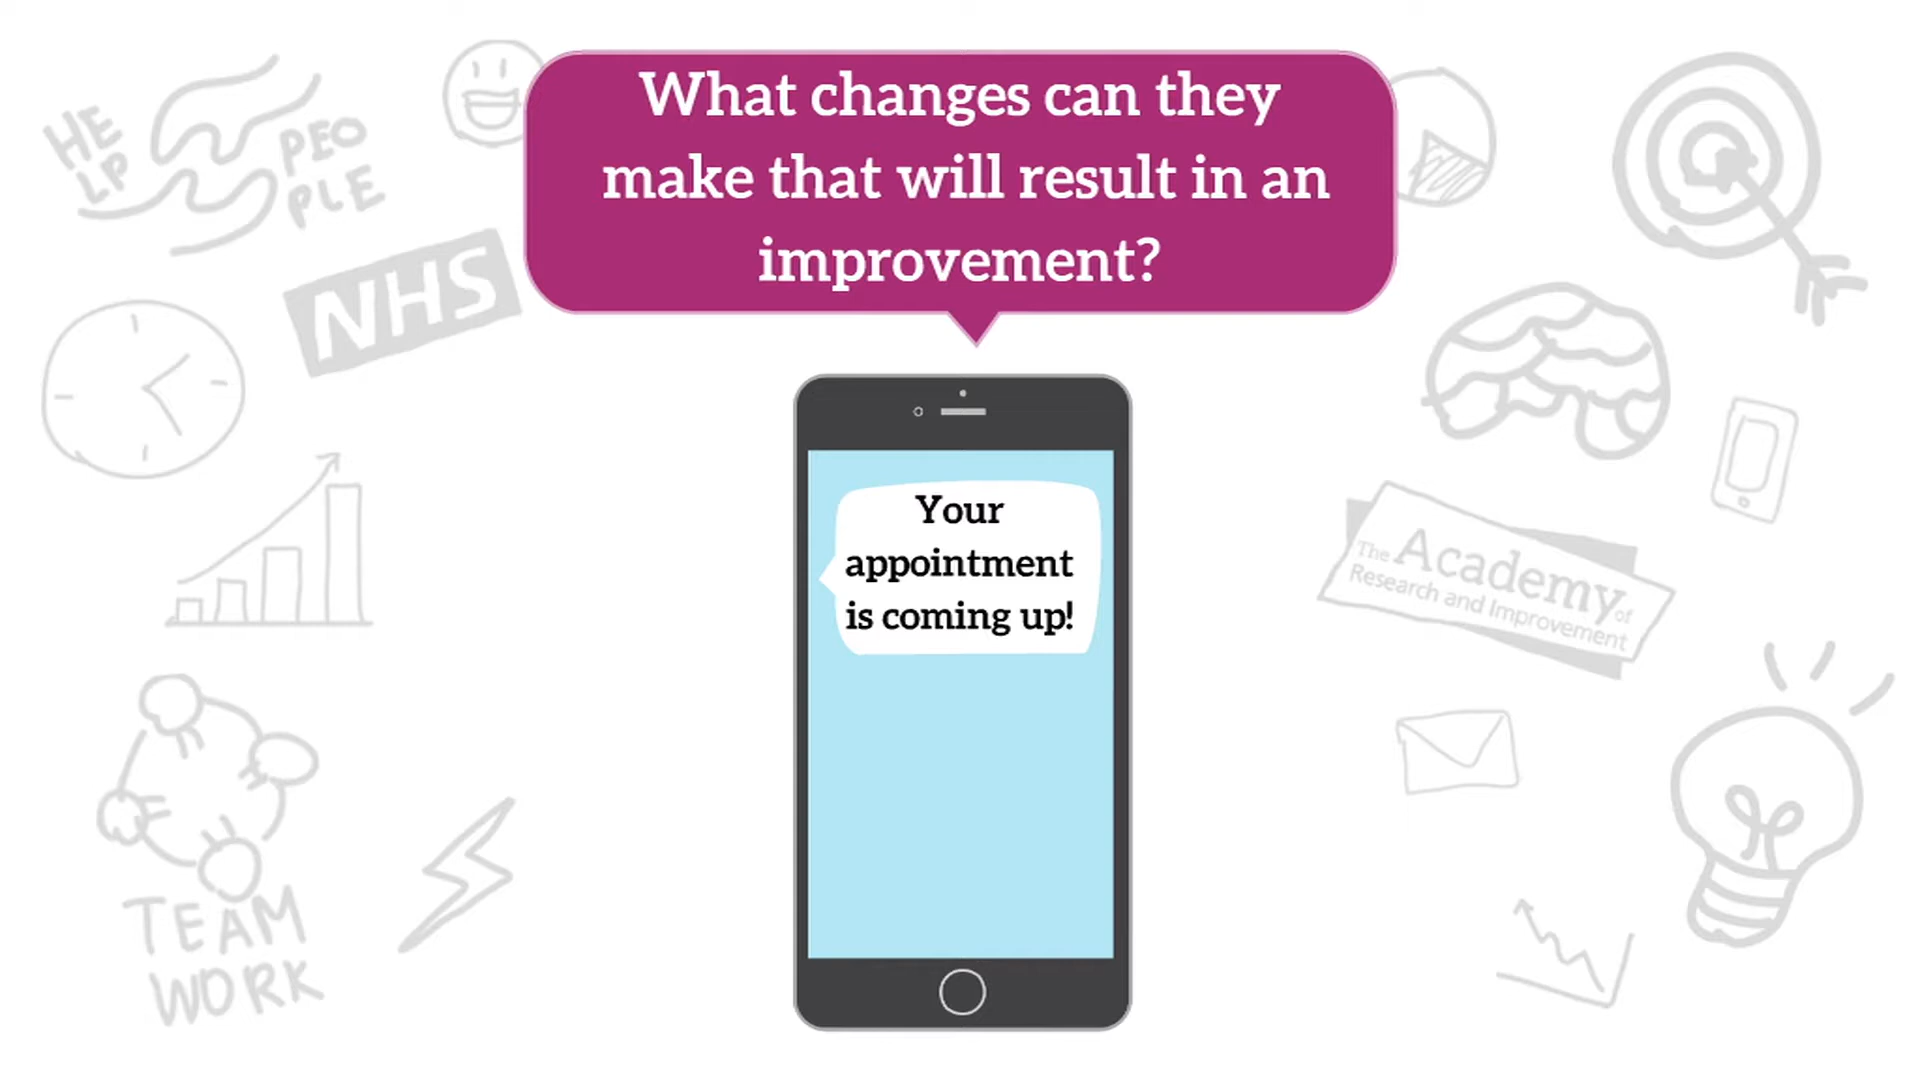 What changes can they
make that will result in an
improvement?
HE
LP
PEO
PLE
NHS
Your
appointment
is coming up!
The Academy of
Research and Improvement
TEAM
WORK